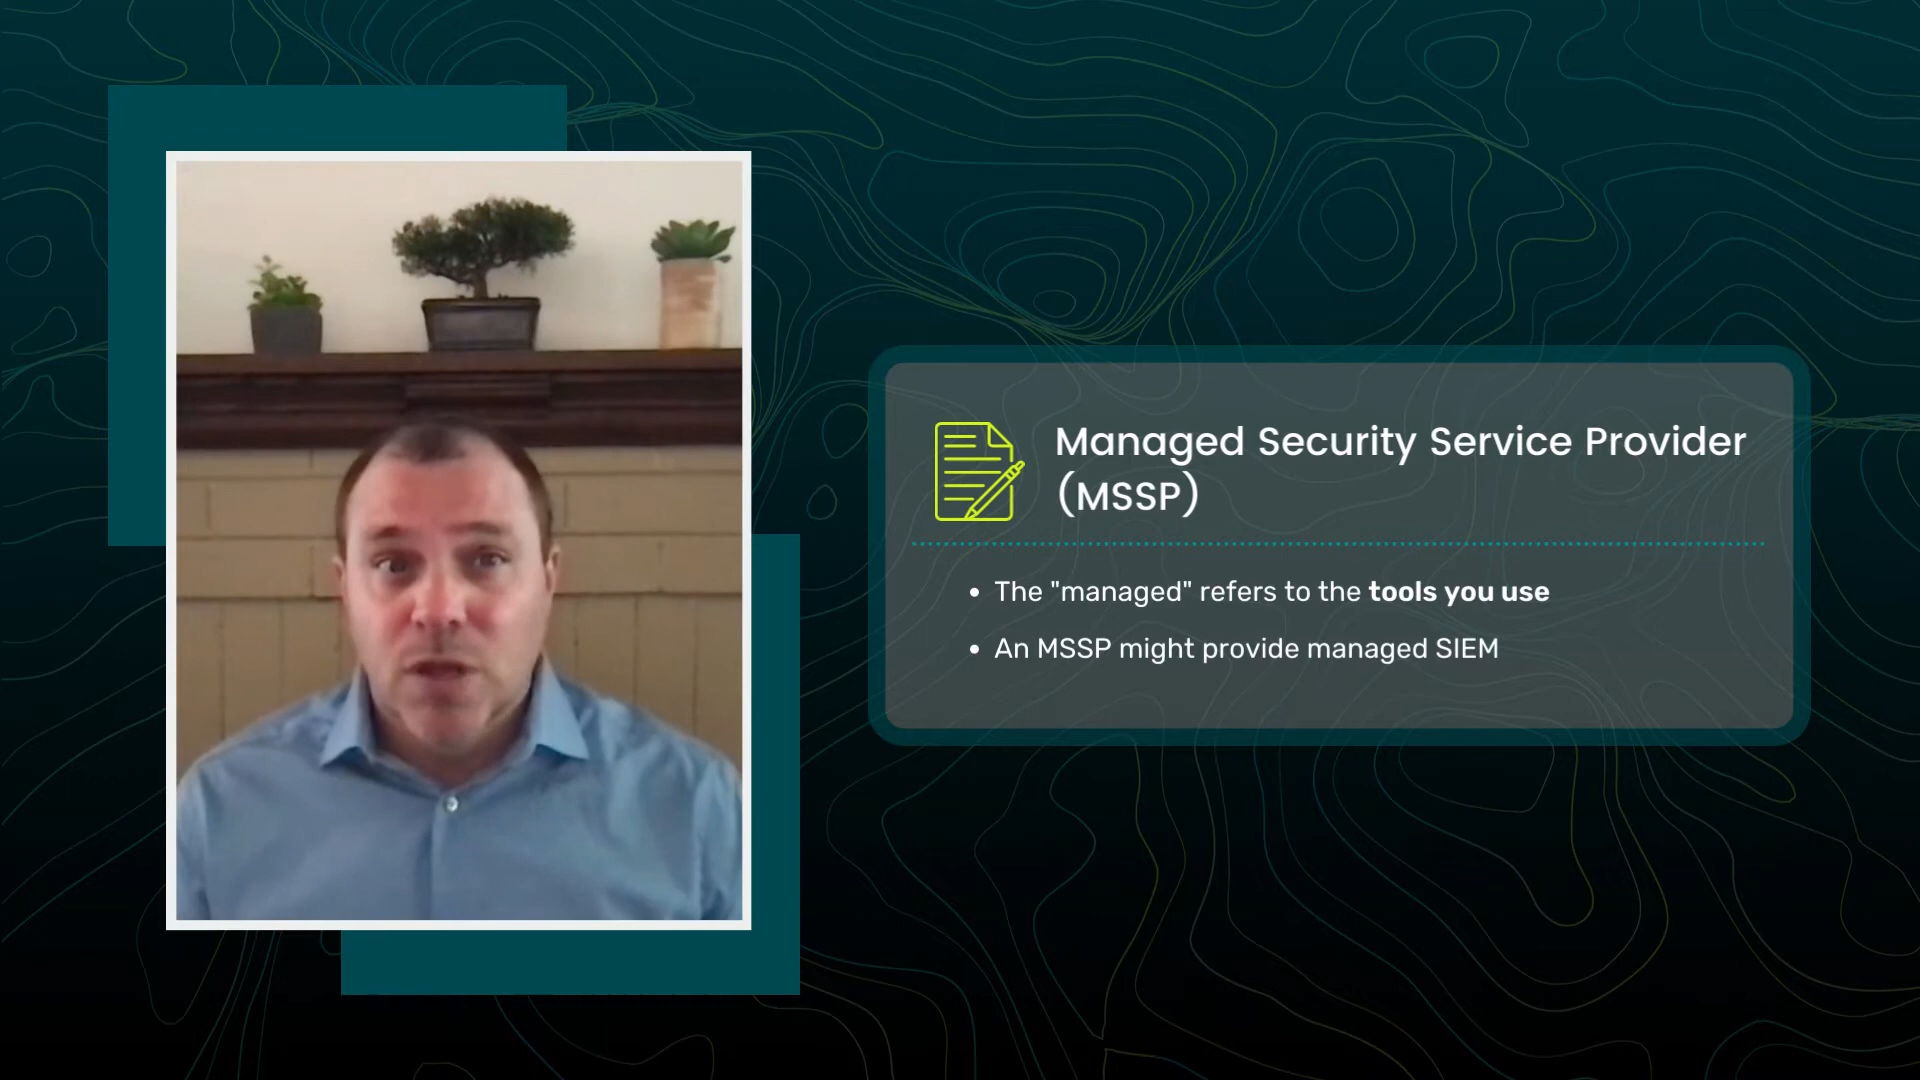 Managed Security Service Provider
(MSSP)
• The "managed" refers to the tools you use
• An MSSP might provide managed SIEM